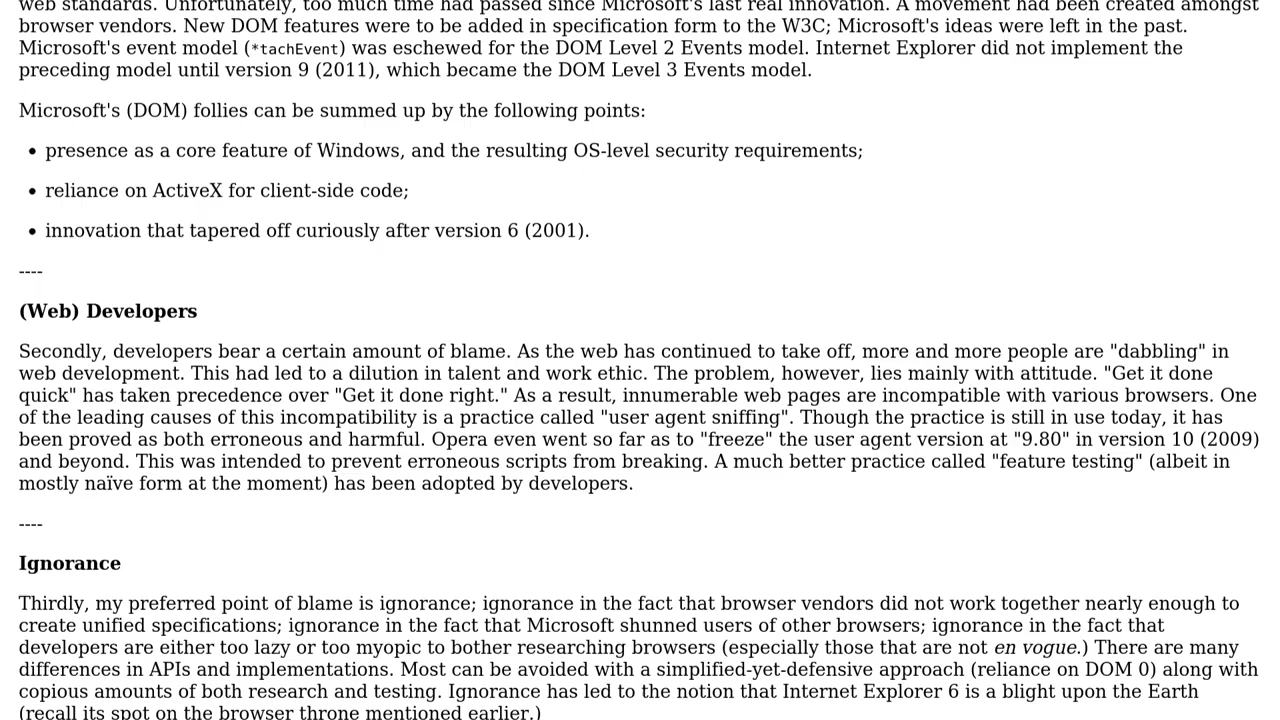 web standards. Unfortunately, too much time had passed since Microsoft's last real innovation. A movement had been created amongst
browser vendors. New DOM features were to be added in specification form to the W3C; Microsoft's ideas were left in the past.
Microsoft's event model (*tachEvent) was eschewed for the DOM Level 2 Events model. Internet Explorer did not implement the
preceding model until version 9 (2011), which became the DOM Level 3 Events model.
Microsoft's (DOM) follies can be summed up by the following points:
• presence as a core feature of Windows, and the resulting OS-level security requirements;
• reliance on ActiveX for client-side code;
• innovation that tapered off curiously after version 6 (2001).
----
(Web) Developers
Secondly, developers bear a certain amount of blame. As the web has continued to take off, more and more people are "dabbling" in
web development. This had led to a dilution in talent and work ethic. The problem, however, lies mainly with attitude. "Get it done
quick" has taken precedence over "Get it done right." As a result, innumerable web pages are incompatible with various browsers. One
of the leading causes of this incompatibility is a practice called "user agent sniffing". Though the practice is still in use today, it has
been proved as both erroneous and harmful. Opera even went so far as to "freeze" the user agent version at "9.80" in version 10 (2009)
and beyond. This was intended to prevent erroneous scripts from breaking. A much better practice called "feature testing" (albeit in
mostly naïve form at the moment) has been adopted by developers.
----
Ignorance
Thirdly, my preferred point of blame is ignorance; ignorance in the fact that browser vendors did not work together nearly enough to
create unified specifications; ignorance in the fact that Microsoft shunned users of other browsers; ignorance in the fact that
developers are either too lazy or too myopic to bother researching browsers (especially those that are not en vogue.) There are many
differences in APIs and implementations. Most can be avoided with a simplified-yet-defensive approach (reliance on DOM 0) along with
copious amounts of both research and testing. Ignorance has led to the notion that Internet Explorer 6 is a blight upon the Earth
(recall its spot on the browser throne mentioned earlier.)